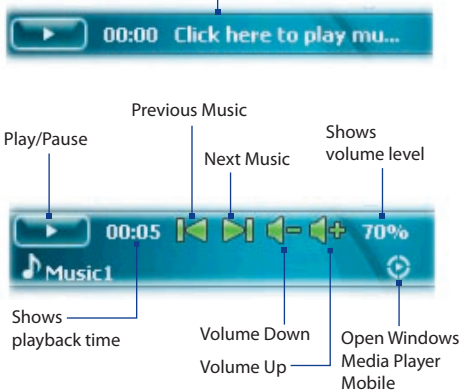 00:00 Click here to play mu...
Previous Music
Play/Pause
Next Music
Shows
volume level
00:05 70%
Music1
Shows
playback time
Volume Down
Volume Up
Open Windows
Media Player
Mobile